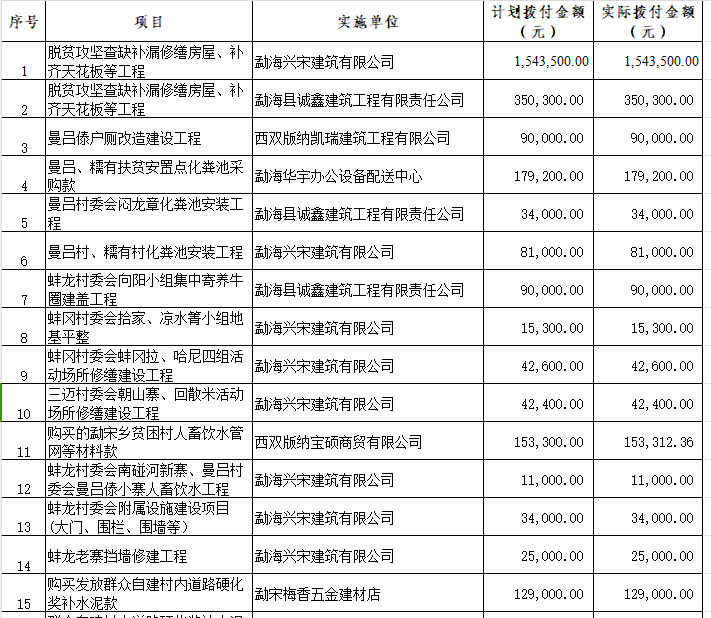 序号 项目 实施单位 计划拨付金额（元） 实际拨付金额（元）
1 脱贫攻坚查缺补漏修缮房屋、补齐天花板等工程 勐海兴宋建筑有限公司 1,543,500.00 1,543,500.00
2 脱贫攻坚查缺补漏修缮房屋、补齐天花板等工程 勐海县诚鑫建筑工程有限责任公司 350,300.00 350,300.00
3 曼吕傣户厕改造建设工程 西双版纳凯瑞建筑工程有限公司 90,000.00 90,000.00
4 曼吕、糯有扶贫安置点化粪池采购款 勐海华宇办公设备配送中心 179,200.00 179,200.00
5 曼吕村委会闷龙章化粪池安装工程 勐海县诚鑫建筑工程有限责任公司 34,000.00 34,000.00
6 曼吕村、糯有村化粪池安装工程 勐海兴宋建筑有限公司 81,000.00 81,000.00
7 蚌龙村委会向阳小组集中寄养牛圈建盖工程 勐海县诚鑫建筑工程有限责任公司 90,000.00 90,000.00
8 蚌冈村委会拾家、凉水箐小组地基平整 勐海兴宋建筑有限公司 15,300.00 15,300.00
9 蚌冈村委会蚌冈拉、哈尼四组活动场所修缮建设工程 勐海兴宋建筑有限公司 42,600.00 42,600.00
10 三迈村委会朝山寨、回散米活动场所修缮建设工程 勐海兴宋建筑有限公司 42,400.00 42,400.00
11 购买的勐宋乡贫困村人畜饮水管网等材料款 西双版纳宝硕商贸有限公司 153,300.00 153,312.36
12 蚌龙村委会南碰河新寨、曼吕村委会曼吕傣小寨人畜饮水工程 勐海兴宋建筑有限公司 11,000.00 11,000.00
13 蚌龙村委会附属设施建设项目(大门、围栏、围墙等） 勐海兴宋建筑有限公司 34,000.00 34,000.00
14 蚌龙老寨挡墙修建工程 勐海兴宋建筑有限公司 25,000.00 25,000.00
15 购买发放群众自建村内道路硬化奖补水泥款 勐宋梅香五金建材店 129,000.00 129,000.00